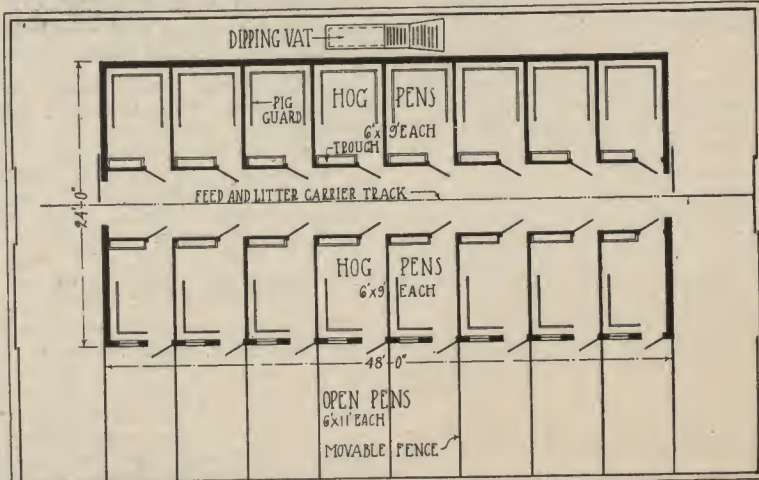 DIPPING VAT
PIG
GUARD
HOG PENS
6'x 9' EACH
TROUGH
FEED AND LITTER CARRIER TRACK
24'-0"
HOG PENS
6'x9' EACH
48'-0"
OPEN PENS
6'x11' EACH
MOVABLE FENCE